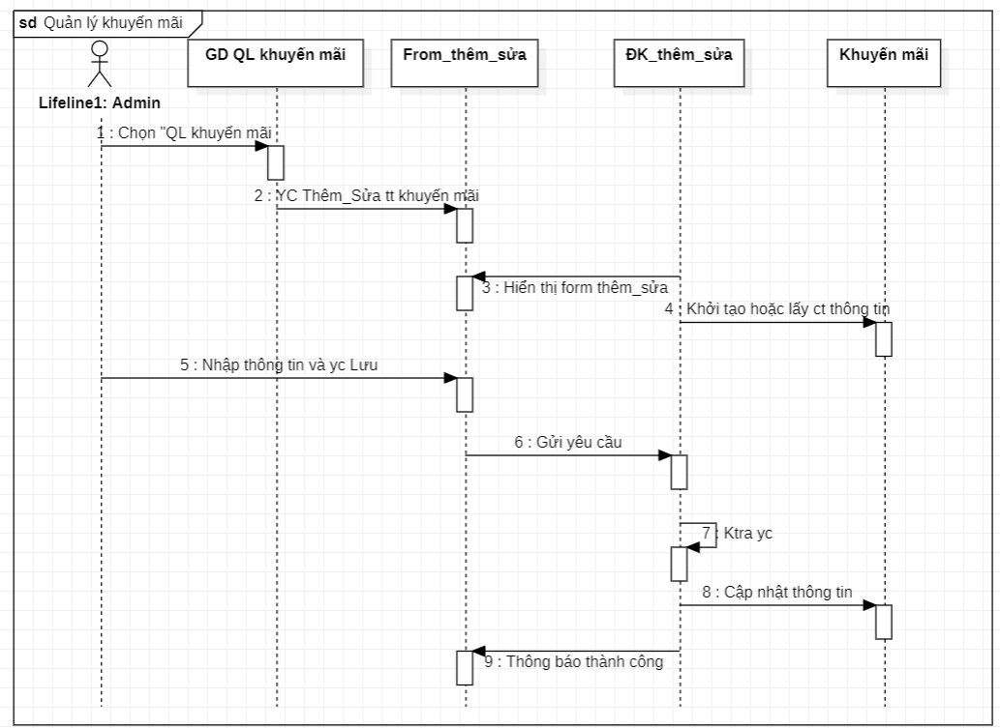 sd Quản lý khuyến mãi
GD QL khuyến mãi
From_thêm_sửa
ĐK_thêm_sửa
Khuyến mãi
Lifeline1: Admin
1 : Chọn "QL khuyến mãi
2 : YC Thêm_Sửa tt khuyến mãi
3 : Hiển thị form thêm_sửa
4 : Khởi tạo hoặc lấy ct thông tin
5 : Nhập thông tin và yc Lưu
6 : Gửi yêu cầu
7 : Ktra yc
8 : Cập nhật thông tin
9 : Thông báo thành công